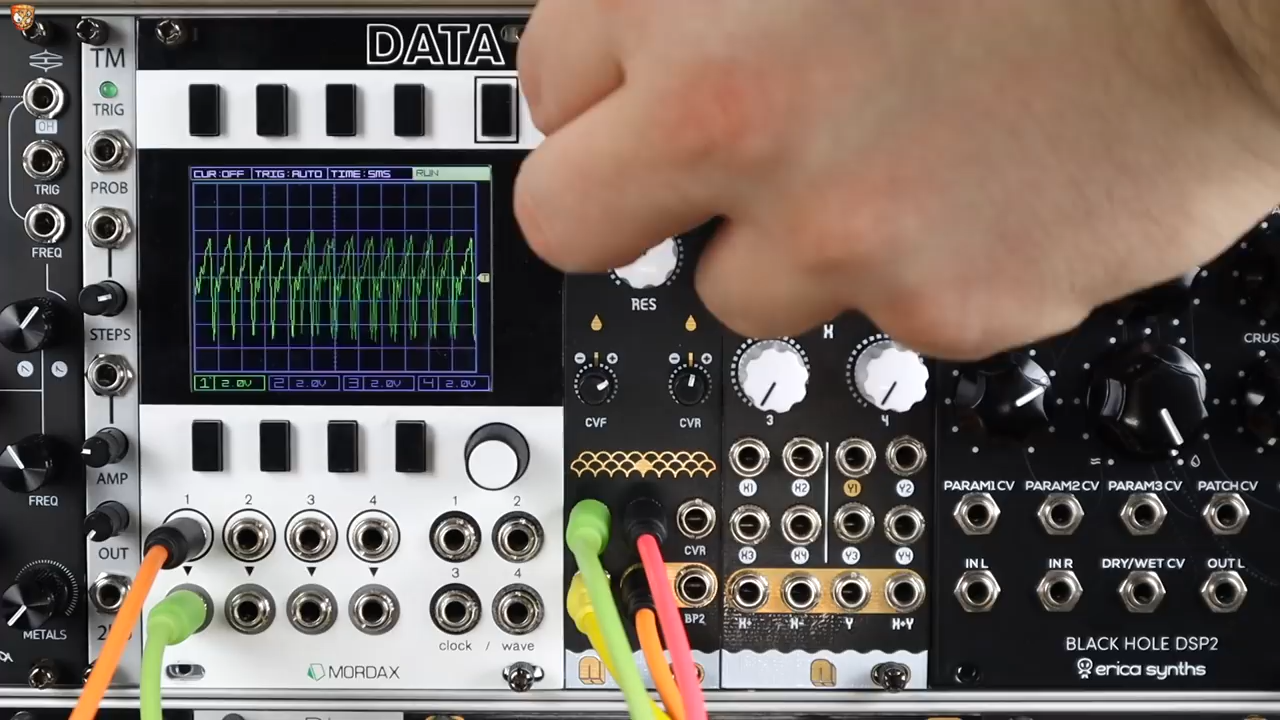 DATA
TM
TRIG
PROB
STEPS
AMP
OUT
OH
TRIG
FREQ
FREQ
METALS
CUR:OFF
TRIG:AUTO
TIME:5MS
RUN
1 2.0V
2 2.0V
3 2.0V
4 2.0V
1 2 3 4
1 2
3 4
clock / wave
MORDAX
RES
CVF
CVR
CVR
BP2
X
3
4
X1 X2 Y1 Y2
X3 X4 Y3 Y4
X+ X- Y X+Y
CRUS
PARAM1 CV PARAM2 CV PARAM3 CV PATCH CV
IN L IN R DRY/WET CV OUT L
BLACK HOLE DSP2
erica synths